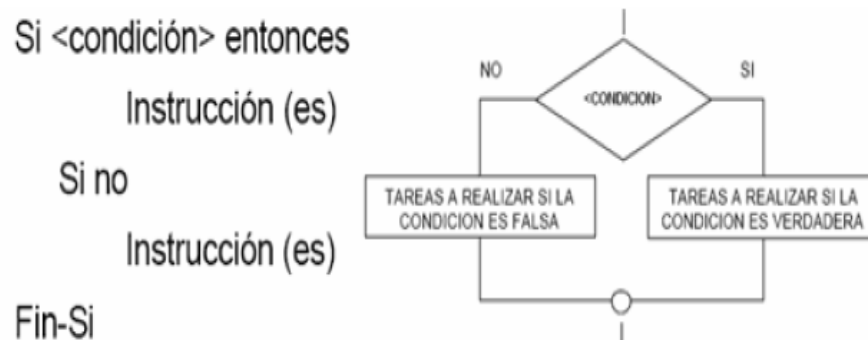 Si <condición> entonces
Instrucción (es)
Si no
Instrucción (es)
Fin-Si
NO
SI
<CONDICION>
TAREAS A REALIZAR SI LA
CONDICION ES FALSA
TAREAS A REALIZAR SI LA
CONDICION ES VERDADERA